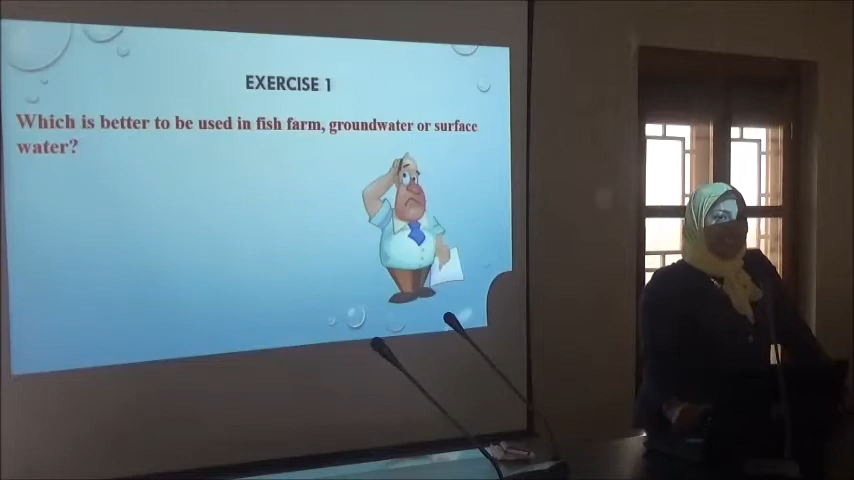 EXERCISE 1
Which is better to be used in fish farm, groundwater or surface
water?